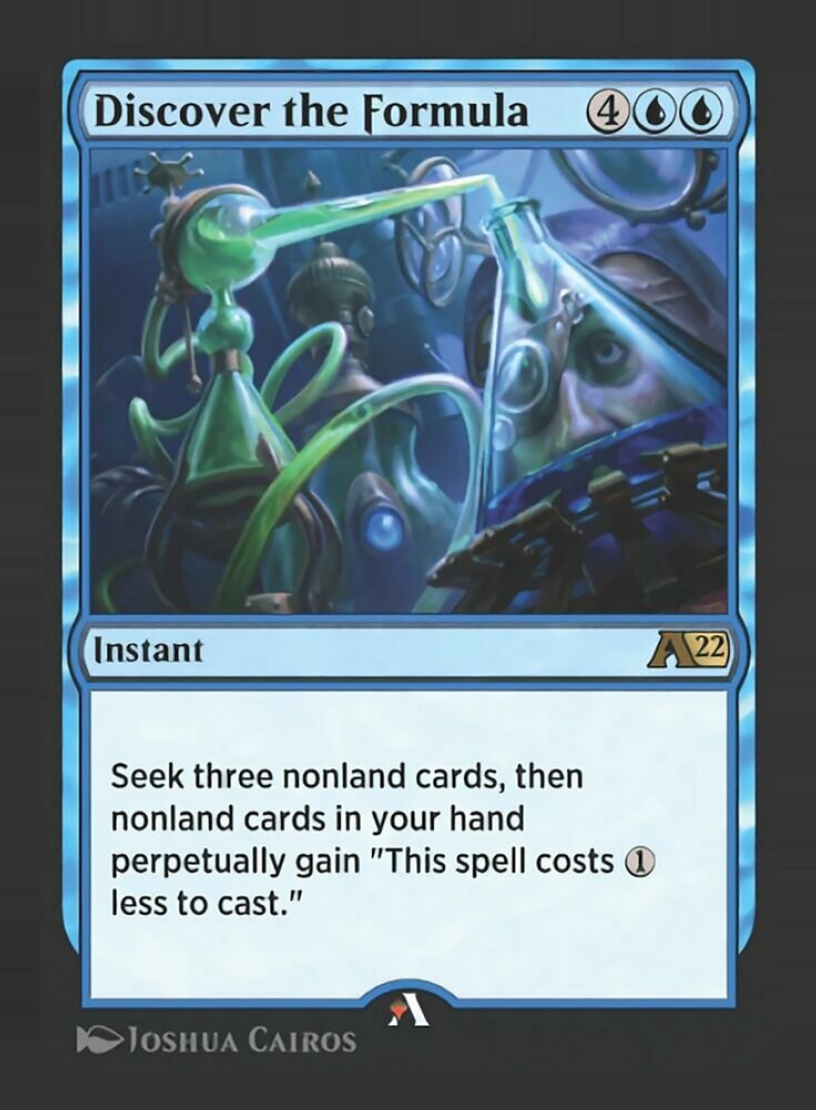 Discover the Formula 4
Instant A22
Seek three nonland cards, then
nonland cards in your hand
perpetually gain "This spell costs 1
less to cast."
Joshua Cairos